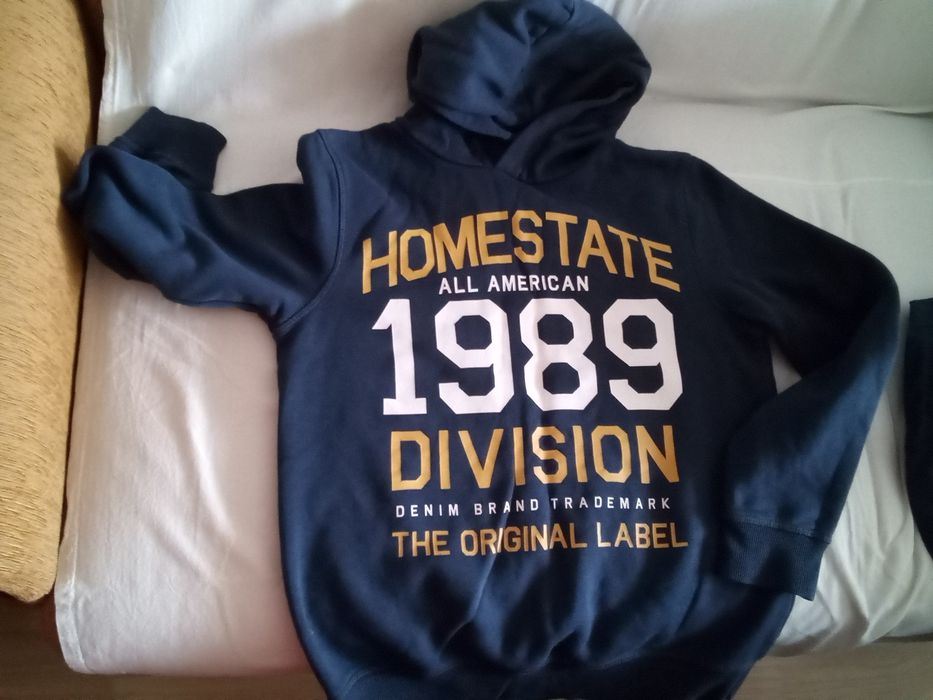 HOMESTATE
ALL AMERICAN
1989
DIVISION
DENIM BRAND TRADEMARK
THE ORIGINAL LABEL